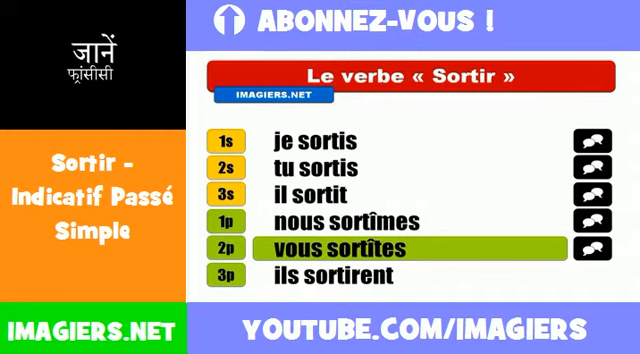 जानें
फ्रांसीसी
Sortir -
Indicatif Passé
Simple
IMAGIERS.NET
ABONNEZ-VOUS !
Le verbe « Sortir »
IMAGIERS.NET
1s je sortis
2s tu sortis
3s il sortit
1p nous sortîmes
2p vous sortîtes
3p ils sortirent
YOUTUBE.COM/IMAGIERS